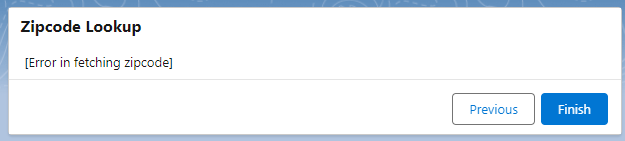 Zipcode Lookup
[Error in fetching zipcode]
Previous Finish